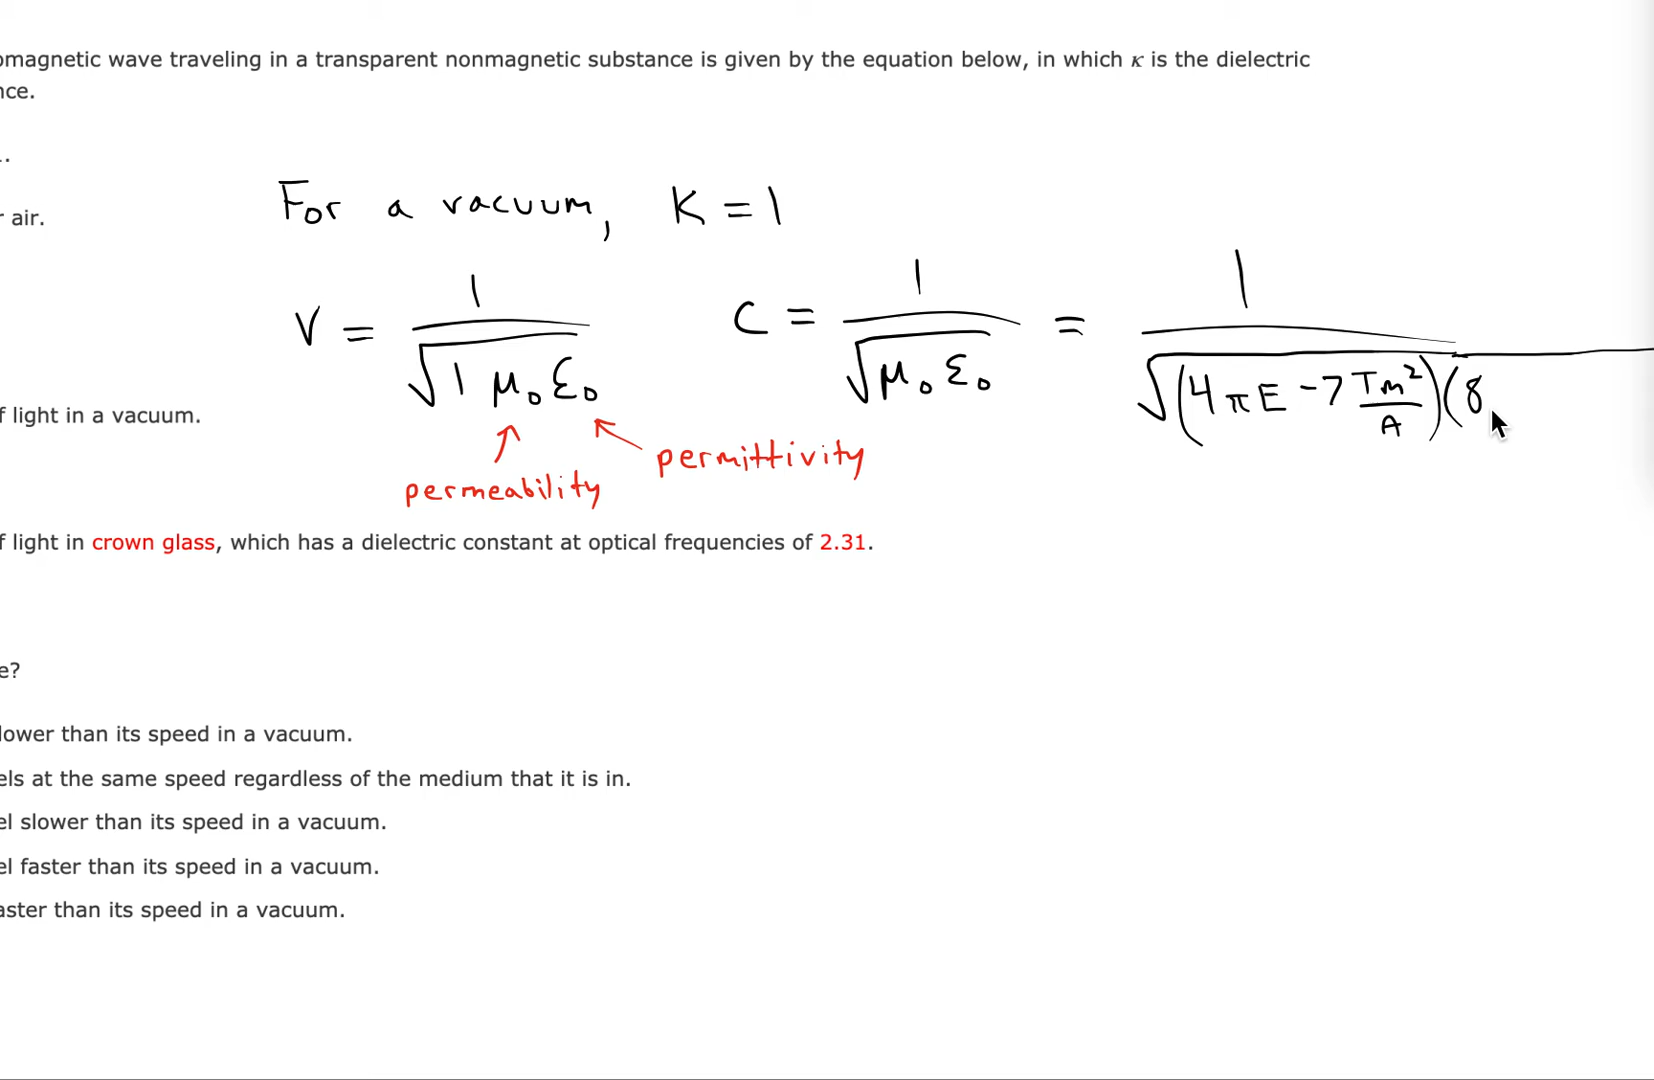 omagnetic wave traveling in a transparent nonmagnetic substance is given by the equation below, in which κ is the dielectric
nce.
.
r air.
For a vacuum, K = 1
V = 1 / √(1 μ₀ ε₀) C = 1 / √(μ₀ ε₀) = 1 / √((4πE-7 Tm²/A)(8
f light in a vacuum.
permeability
permittivity
f light in crown glass, which has a dielectric constant at optical frequencies of 2.31.
e?
lower than its speed in a vacuum.
els at the same speed regardless of the medium that it is in.
el slower than its speed in a vacuum.
el faster than its speed in a vacuum.
aster than its speed in a vacuum.